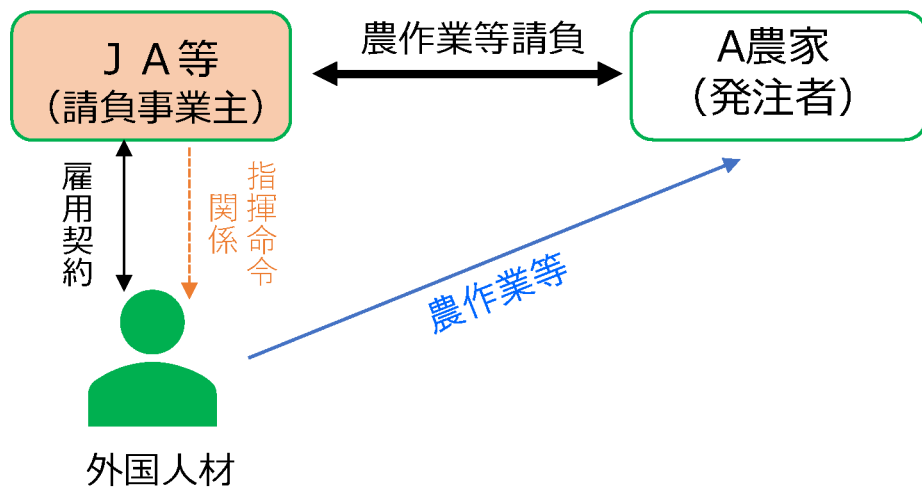 ＪＡ等
（請負事業主）
農作業等請負
A農家
（発注者）
雇用契約
指揮命令
関係
農作業等
外国人材